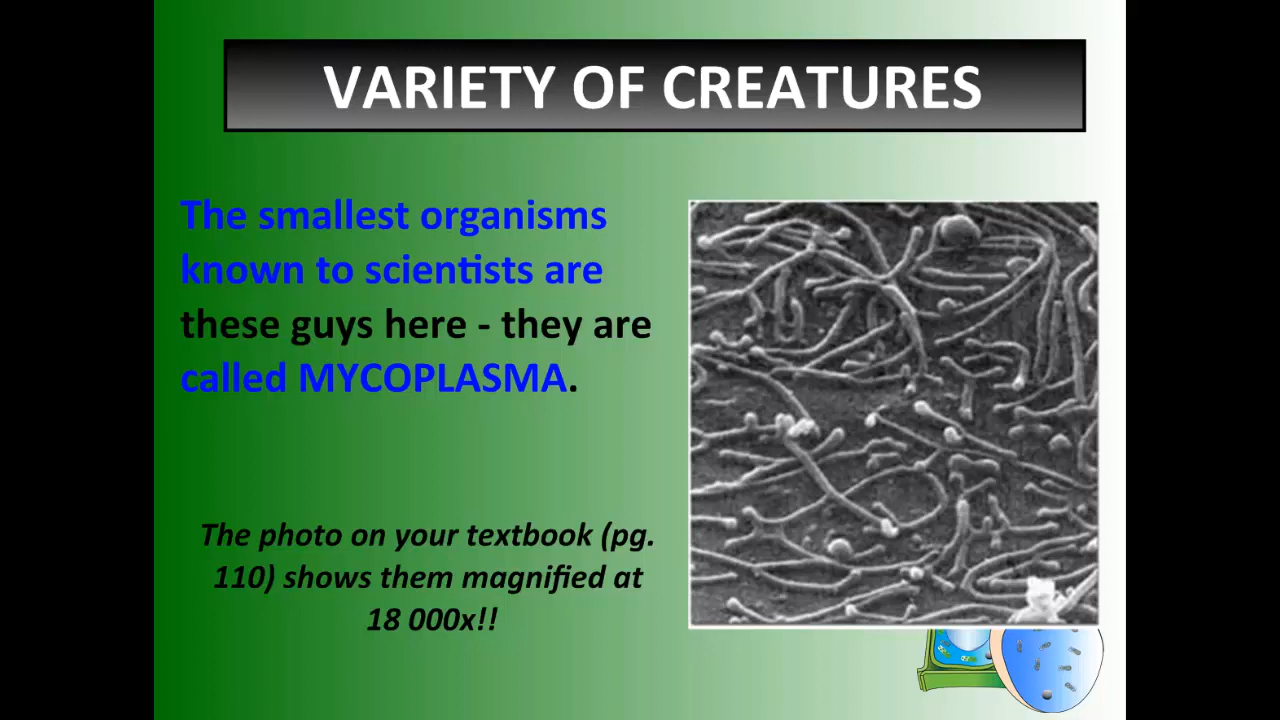 VARIETY OF CREATURES
The smallest organisms
known to scientists are
these guys here - they are
called MYCOPLASMA.
The photo on your textbook (pg.
110) shows them magnified at
18 000x!!